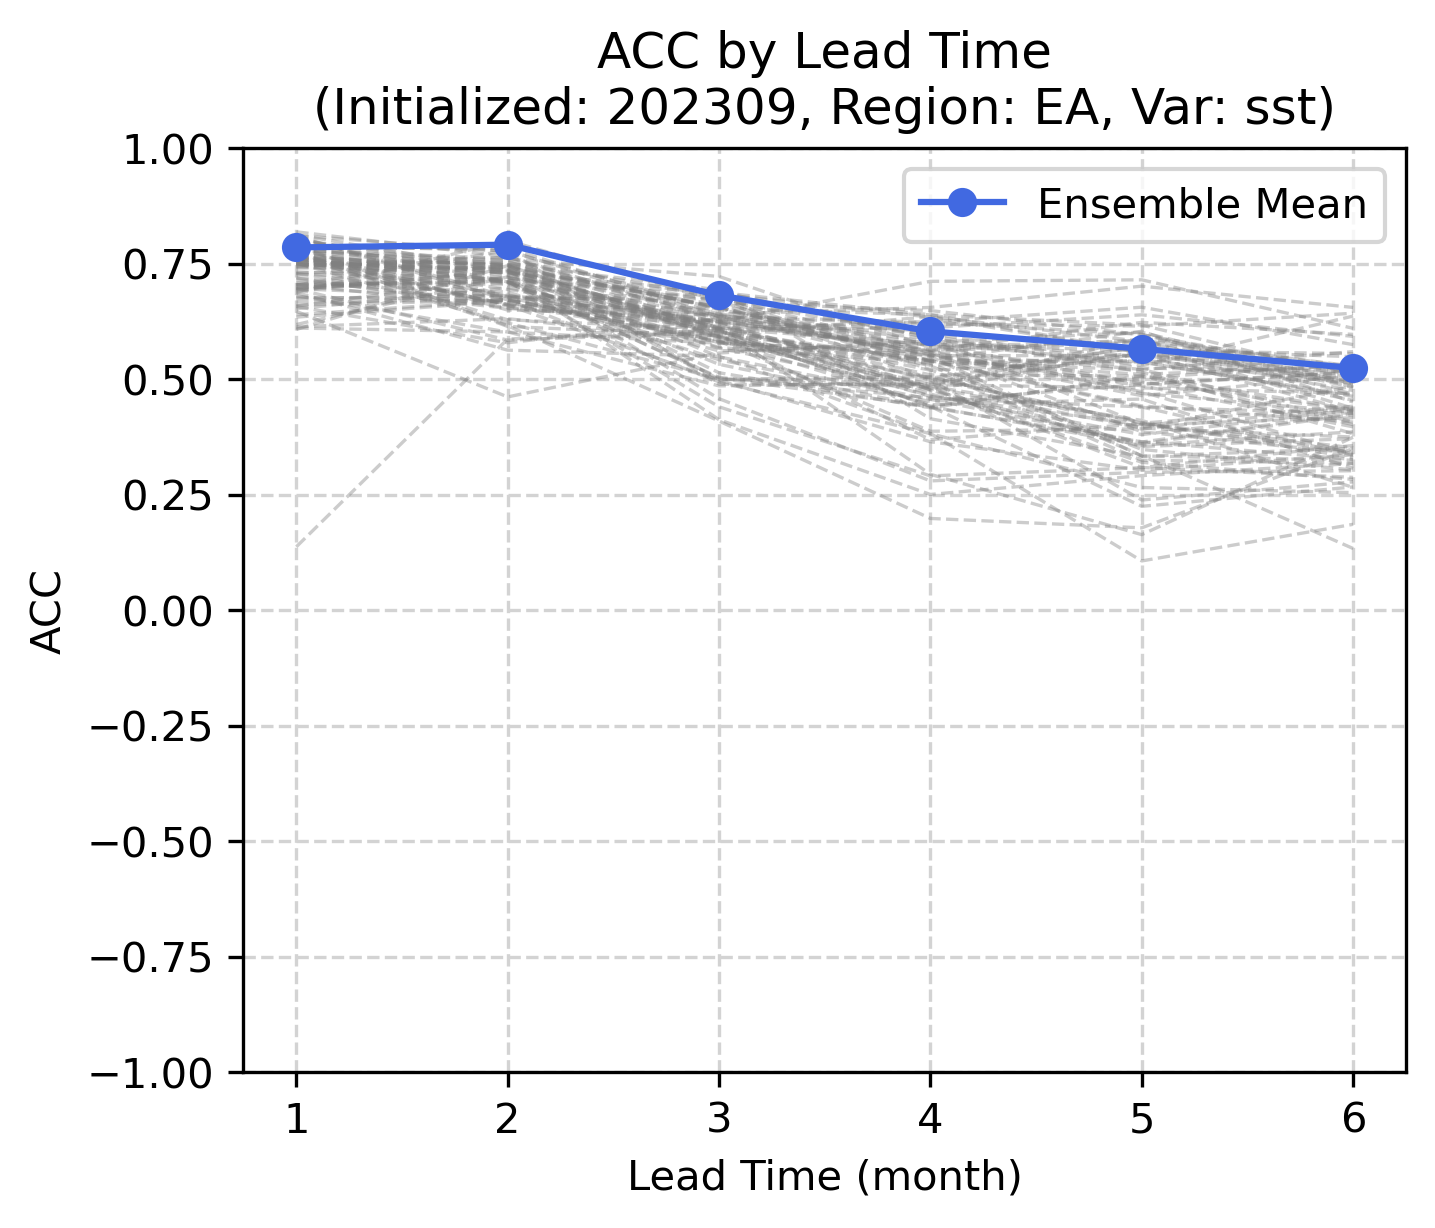 ACC by Lead Time
(Initialized: 202309, Region: EA, Var: sst)
Ensemble Mean
1.00
0.75
0.50
0.25
0.00
−0.25
−0.50
−0.75
−1.00
ACC
1 2 3 4 5 6
Lead Time (month)